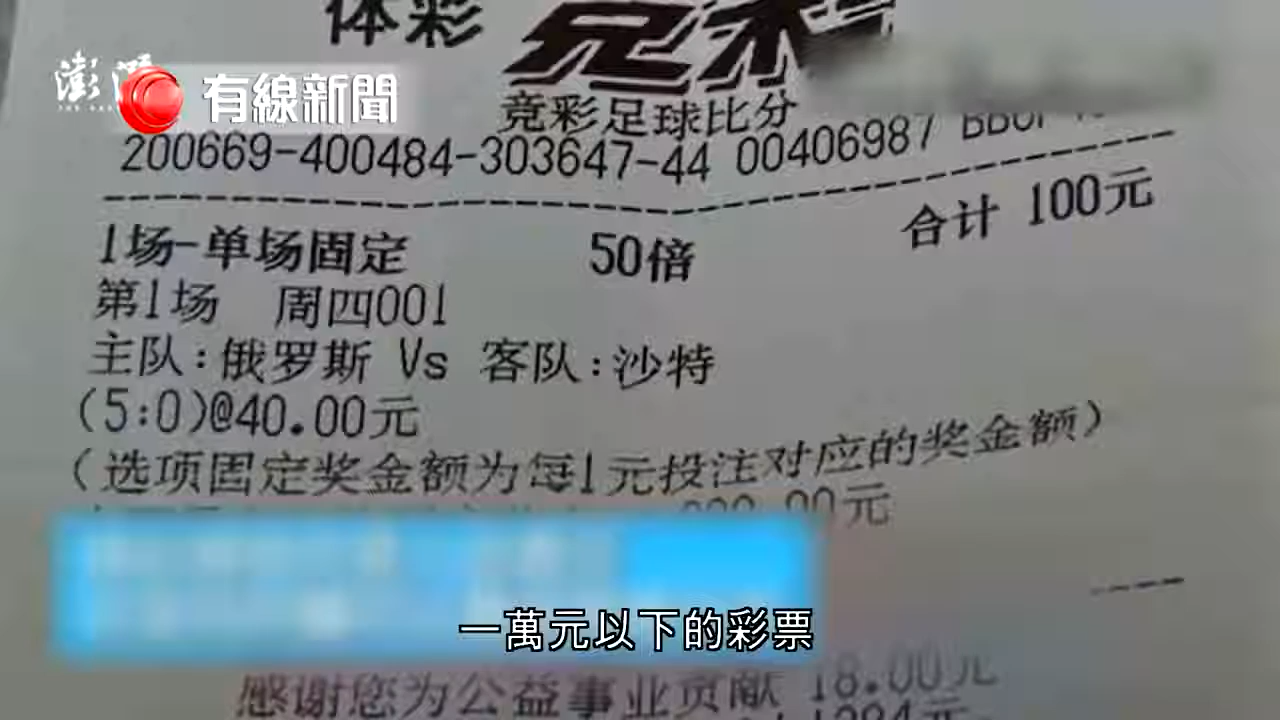 体彩
澎湃
有線新聞
竞彩足球比分
200669-400484-303647-44 00406987
1场-单场固定 50倍 合计 100元
第1场 周四001
主队:俄罗斯 Vs 客队:沙特
(5:0)@40.00元
(选项固定奖金额为每1元投注对应的奖金额)
00元
一萬元以下的彩票
感谢您为公益事业贡献 18.00元